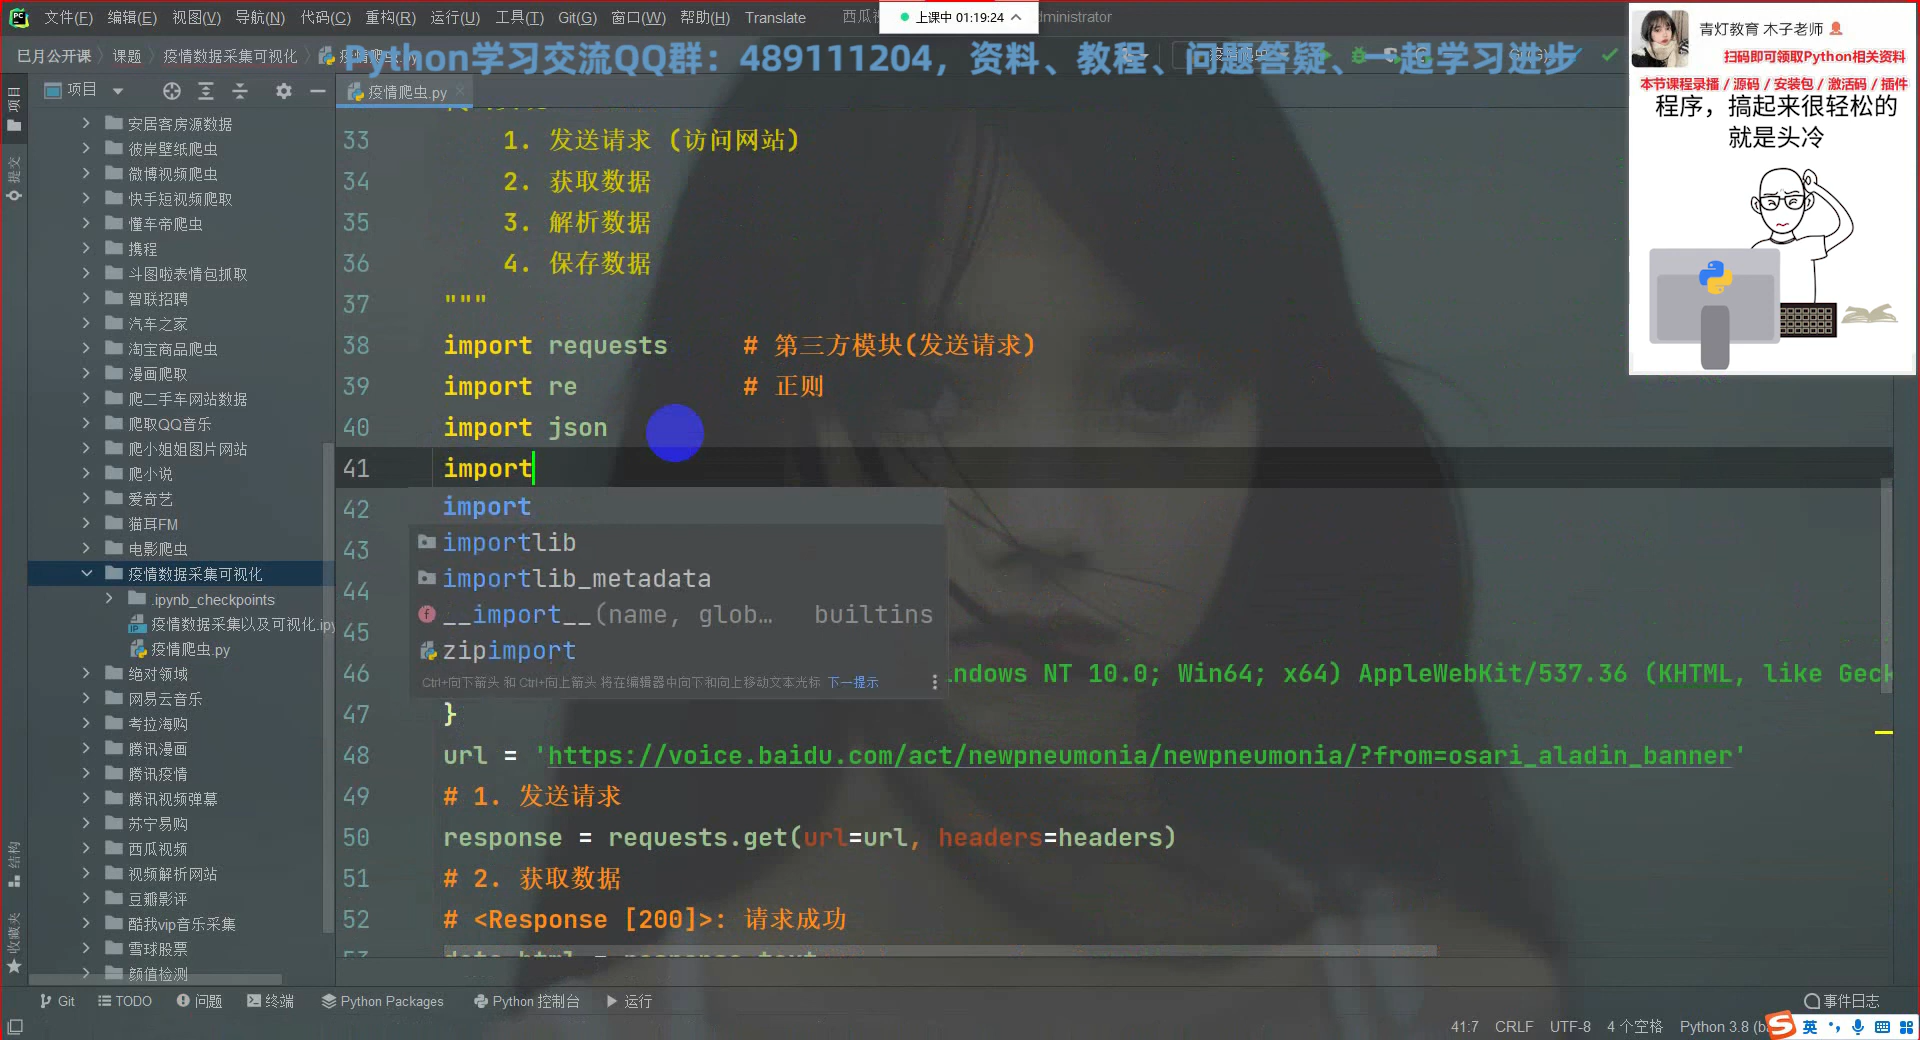 文件(F) 编辑(E) 视图(V) 导航(N) 代码(C) 重构(R) 运行(U) 工具(T) Git(G) 窗口(W) 帮助(H) Translate
上课中 01:19:24
巳月公开课 课题 疫情数据采集可视化
Python学习交流QQ群：489111204，资料、教程、问题答疑、一起学习进步
青灯教育 木子老师
扫码即可领取Python相关资料
本节课程录播 / 源码 / 安装包 / 激活码 / 插件
程序，搞起来很轻松的
就是头冷
项目
疫情爬虫.py
项目
提交
结构
收藏夹
安居客房源数据
彼岸壁纸爬虫
微博视频爬虫
快手短视频爬取
懂车帝爬虫
携程
斗图啦表情包抓取
智联招聘
汽车之家
淘宝商品爬虫
漫画爬取
爬二手车网站数据
爬取QQ音乐
爬小姐姐图片网站
爬小说
爱奇艺
猫耳FM
电影爬虫
疫情数据采集可视化
.ipynb_checkpoints
疫情数据采集以及可视化.ipy
疫情爬虫.py
绝对领域
网易云音乐
考拉海购
腾讯漫画
腾讯疫情
腾讯视频弹幕
苏宁易购
西瓜视频
视频解析网站
豆瓣影评
酷我vip音乐采集
雪球股票
颜值检测
33 1. 发送请求 (访问网站)
34 2. 获取数据
35 3. 解析数据
36 4. 保存数据
37 """
38 import requests # 第三方模块(发送请求)
39 import re # 正则
40 import json
41 import
42
43
44
45
import
importlib
importlib_metadata
__import__(name, glob… builtins
zipimport
Ctrl+向下箭头 和 Ctrl+向上箭头 将在编辑器中向下和向上移动文本光标 下一提示
46 indows NT 10.0; Win64; x64) AppleWebKit/537.36 (KHTML, like Geck
47 }
48 url = 'https://voice.baidu.com/act/newpneumonia/newpneumonia/?from=osari_aladin_banner'
49 # 1. 发送请求
50 response = requests.get(url=url, headers=headers)
51 # 2. 获取数据
52 # <Response [200]>: 请求成功
Git TODO 问题 终端 Python Packages Python 控制台 运行 事件日志
41:7 CRLF UTF-8 4 个空格 Python 3.8 (b
英